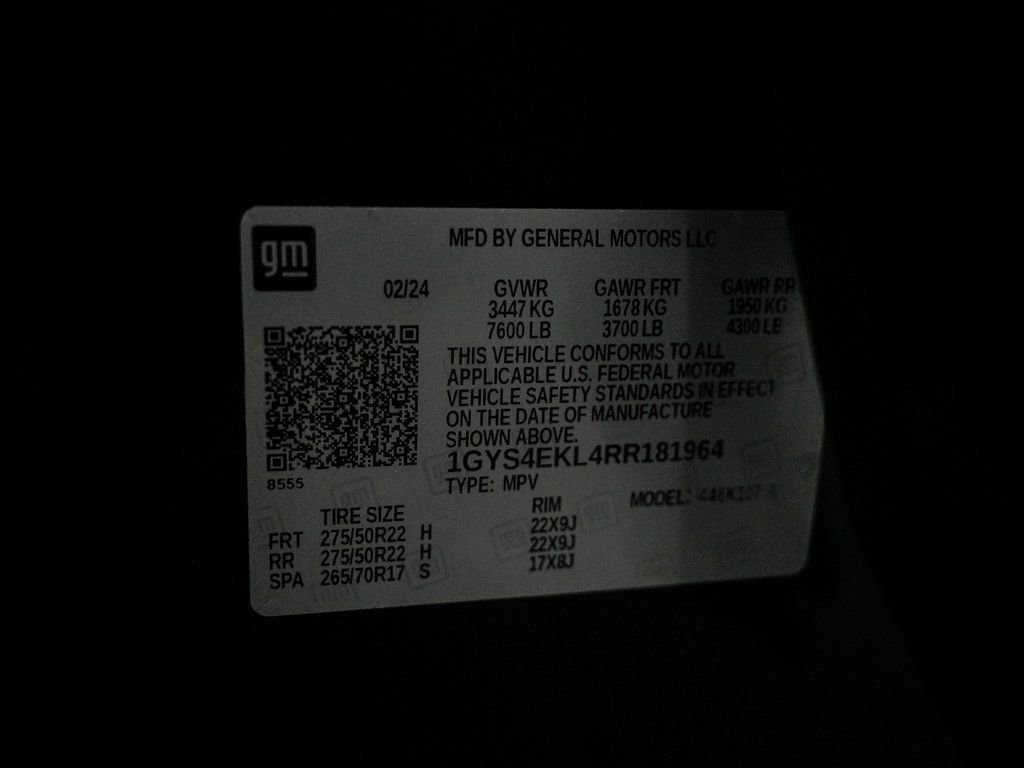 gm
MFD BY GENERAL MOTORS LLC
02/24 GVWR GAWR FRT GAWR RR
3447 KG 1678 KG 1950 KG
7600 LB 3700 LB 4300 LB
THIS VEHICLE CONFORMS TO ALL
APPLICABLE U.S. FEDERAL MOTOR
VEHICLE SAFETY STANDARDS IN EFFECT
ON THE DATE OF MANUFACTURE
SHOWN ABOVE.
1GYS4EKL4RR181964
8555
TYPE: MPV
MODEL:
TIRE SIZE RIM
FRT 275/50R22 H 22X9J
RR 275/50R22 H 22X9J
SPA 265/70R17 S 17X8J